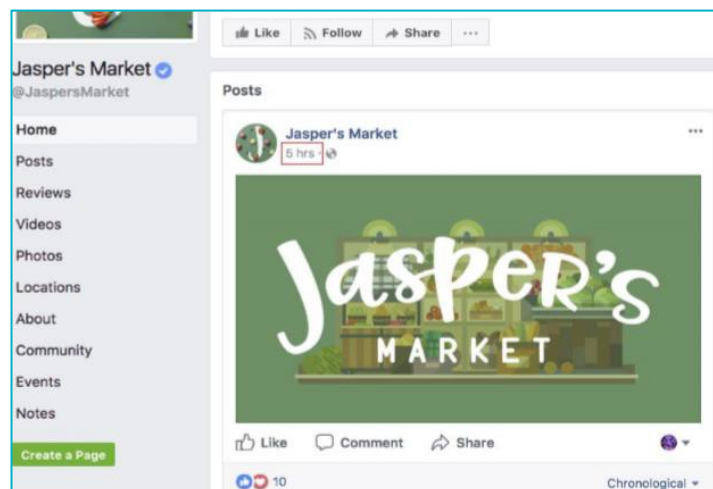 Like Follow Share ...
Jasper's Market
@JaspersMarket
Home
Posts
Reviews
Videos
Photos
Locations
About
Community
Events
Notes
Create a Page
Posts
Jasper's Market
5 hrs ·
Jasper's
MARKET
Like Comment Share
10 Chronological